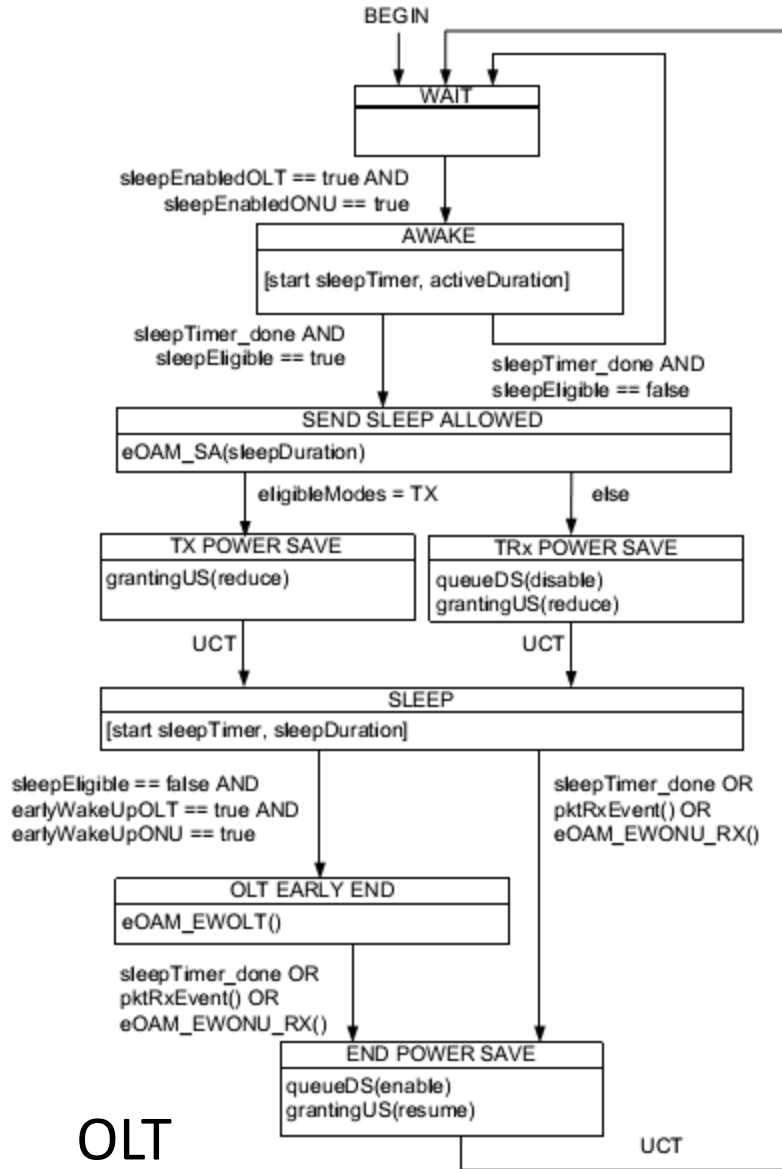 BEGIN
WAIT
sleepEnabledOLT == true AND
sleepEnabledONU == true
AWAKE
[start sleepTimer, activeDuration]
sleepTimer_done AND
sleepEligible == true
sleepTimer_done AND
sleepEligible == false
SEND SLEEP ALLOWED
eOAM_SA(sleepDuration)
eligibleModes = TX
else
TX POWER SAVE
grantingUS(reduce)
TRx POWER SAVE
queueDS(disable)
grantingUS(reduce)
UCT
UCT
SLEEP
[start sleepTimer, sleepDuration]
sleepEligible == false AND
earlyWakeUpOLT == true AND
earlyWakeUpONU == true
sleepTimer_done OR
pktRxEvent() OR
eOAM_EWONU_RX()
OLT EARLY END
eOAM_EWOLT()
sleepTimer_done OR
pktRxEvent() OR
eOAM_EWONU_RX()
END POWER SAVE
queueDS(enable)
grantingUS(resume)
OLT
UCT